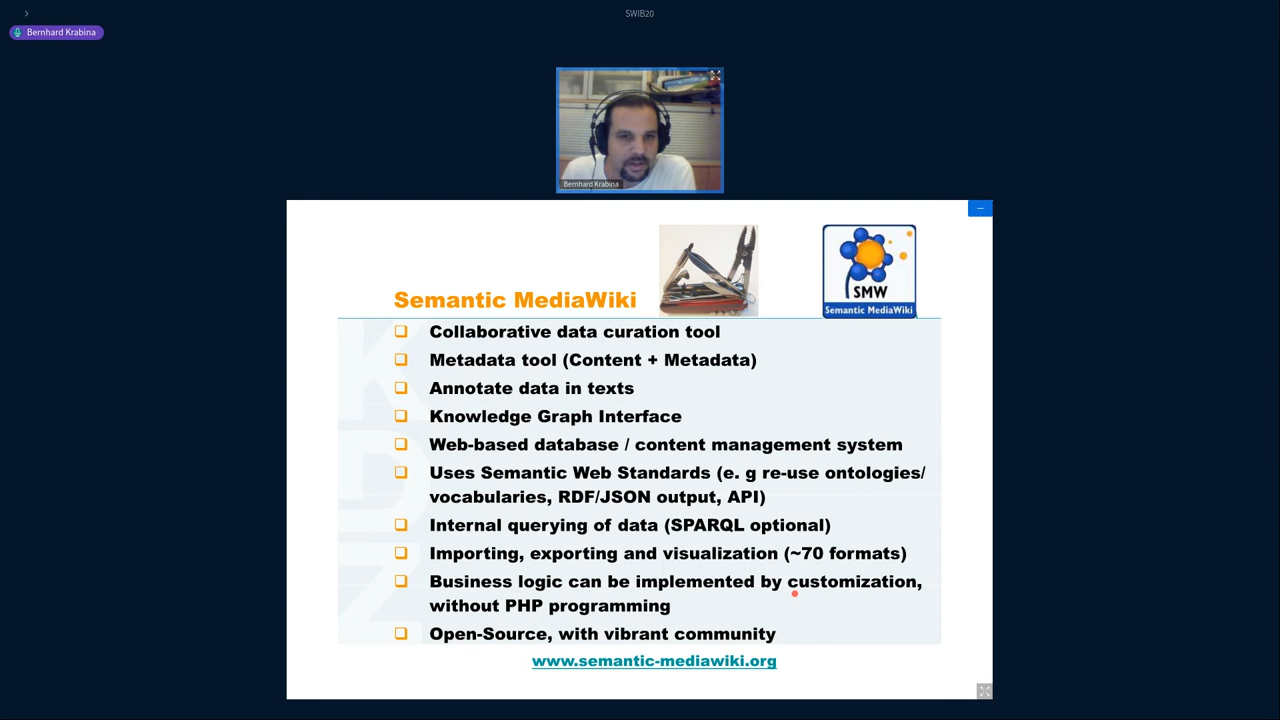 SWIB20
Bernhard Krabina
Bernhard Krabina
SMW
Semantic MediaWiki
Semantic MediaWiki
Collaborative data curation tool
Metadata tool (Content + Metadata)
Annotate data in texts
Knowledge Graph Interface
Web-based database / content management system
Uses Semantic Web Standards (e. g re-use ontologies/
vocabularies, RDF/JSON output, API)
Internal querying of data (SPARQL optional)
Importing, exporting and visualization (~70 formats)
Business logic can be implemented by customization,
without PHP programming
Open-Source, with vibrant community
www.semantic-mediawiki.org
KDZ